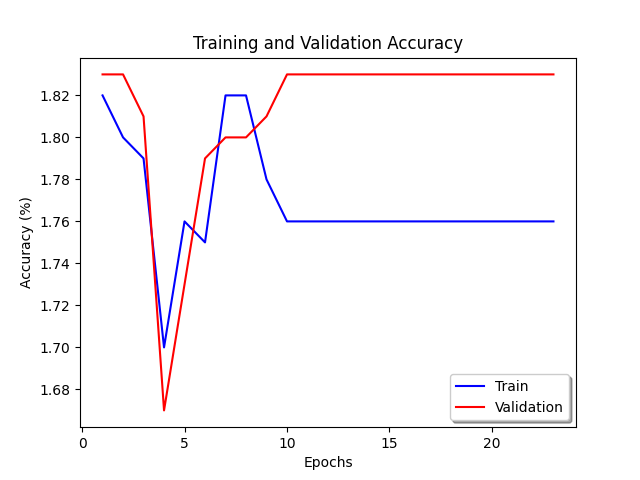 Training and Validation Accuracy
Accuracy (%)
1.82
1.80
1.78
1.76
1.74
1.72
1.70
1.68
0 5 10 15 20
Epochs
Train
Validation